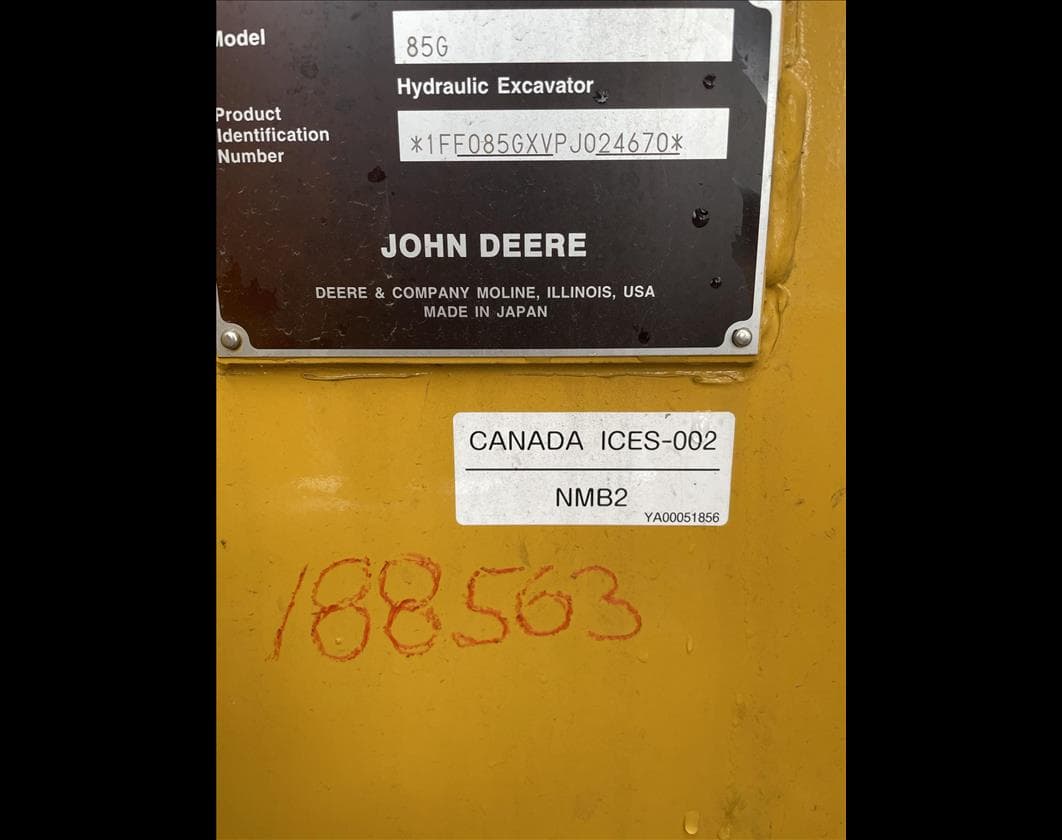 Model
85G
Hydraulic Excavator
Product
Identification
Number
*1FF085GXVPJ024670*
JOHN DEERE
DEERE & COMPANY MOLINE, ILLINOIS, USA
MADE IN JAPAN
CANADA ICES-002
NMB2
YA00051856
188563